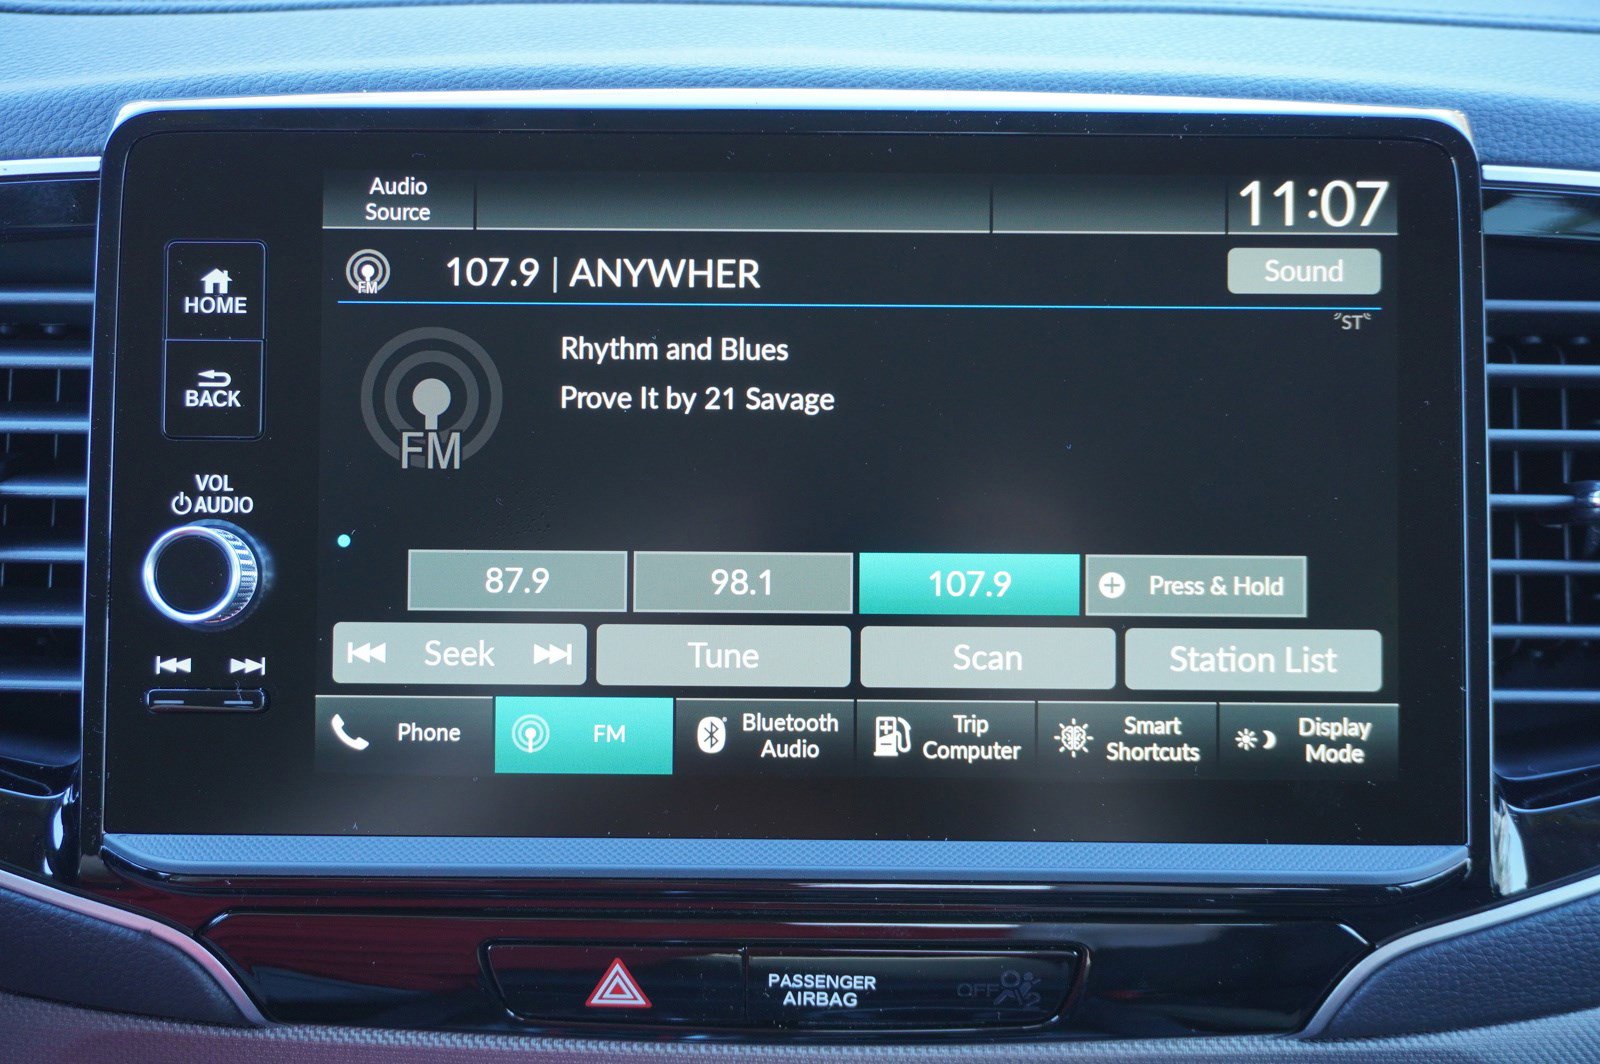 Audio
Source
11:07
FM
107.9 | ANYWHER
Sound
"ST"
Rhythm and Blues
Prove It by 21 Savage
FM
HOME
BACK
VOL
AUDIO
87.9
98.1
107.9
Press & Hold
Seek
Tune
Scan
Station List
Phone
FM
Bluetooth
Audio
Trip
Computer
Smart
Shortcuts
Display
Mode
PASSENGER
AIRBAG
OFF
2